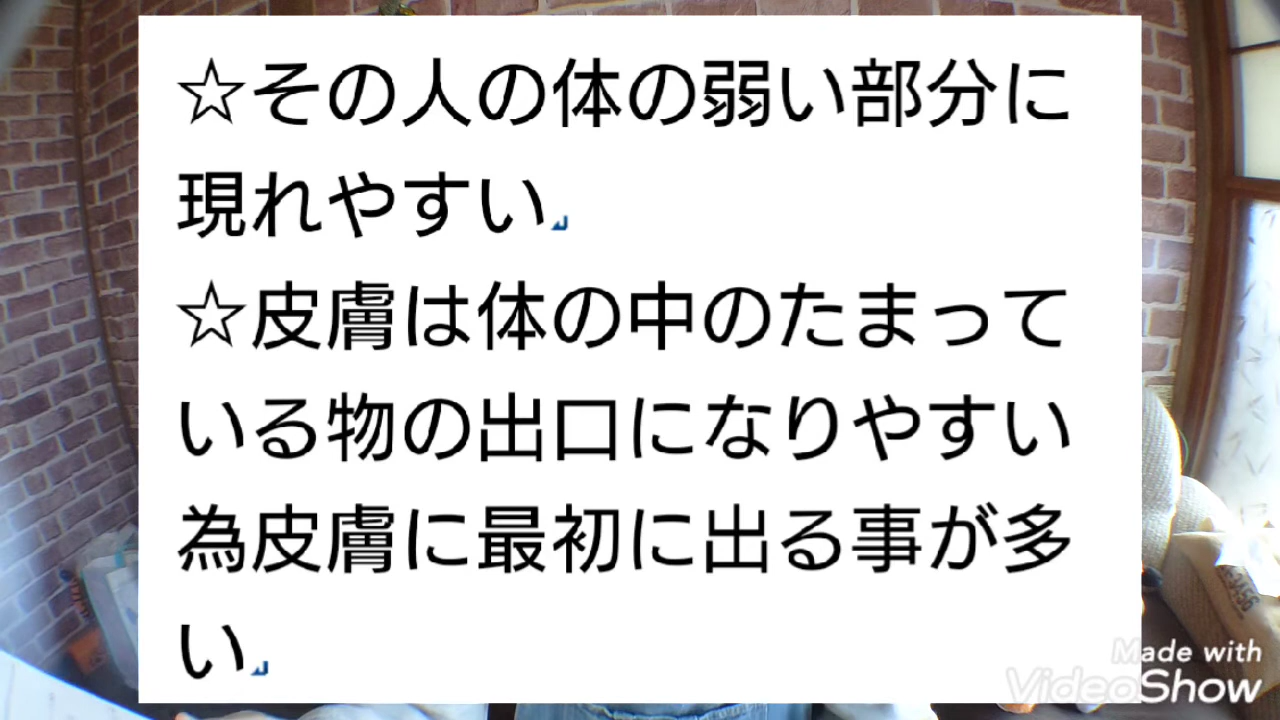 ☆その人の体の弱い部分に
現れやすい
☆皮膚は体の中のたまって
いる物の出口になりやすい
為皮膚に最初に出る事が多
い
Made with
VideoShow